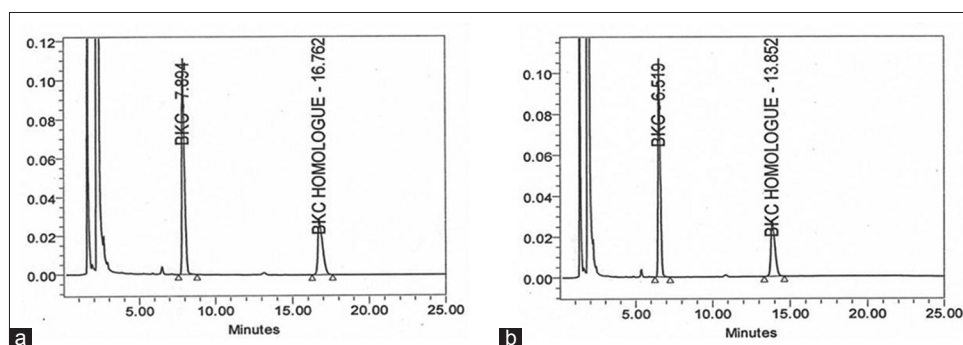 0.12
0.10
0.08
0.06
0.04
0.02
0.00
BKC - 7.894
BKC HOMOLOGUE - 16.762
5.00 10.00 15.00 20.00 25.00
Minutes
a
0.10
0.08
0.06
0.04
0.02
0.00
BKC - 6.519
BKC HOMOLOGUE - 13.852
5.00 10.00 15.00 20.00 25.00
Minutes
b